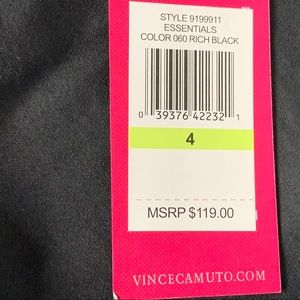 STYLE 9199911
ESSENTIALS
COLOR 060 RICH BLACK
0 39376 42232 1
4
MSRP $119.00
VINCECAMUTO.COM